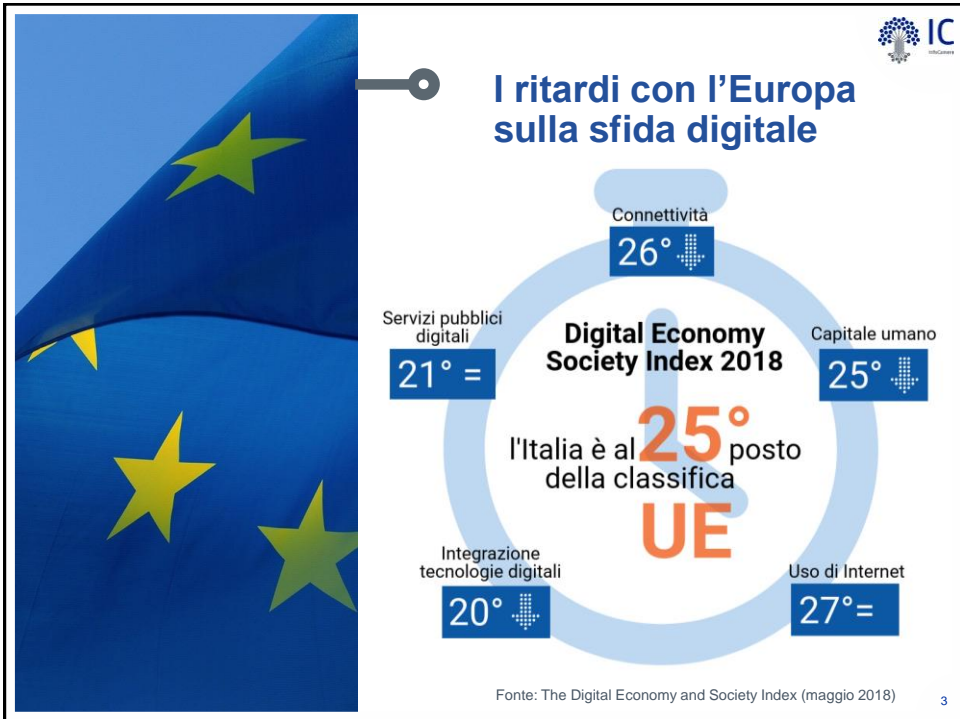 IC
InfoCamere
I ritardi con l’Europa
sulla sfida digitale
Connettività
26°
Servizi pubblici
digitali
21° =
Digital Economy
Society Index 2018
Capitale umano
25°
l'Italia è al 25° posto
della classifica
UE
Integrazione
tecnologie digitali
20°
Uso di Internet
27°=
Fonte: The Digital Economy and Society Index (maggio 2018)
3